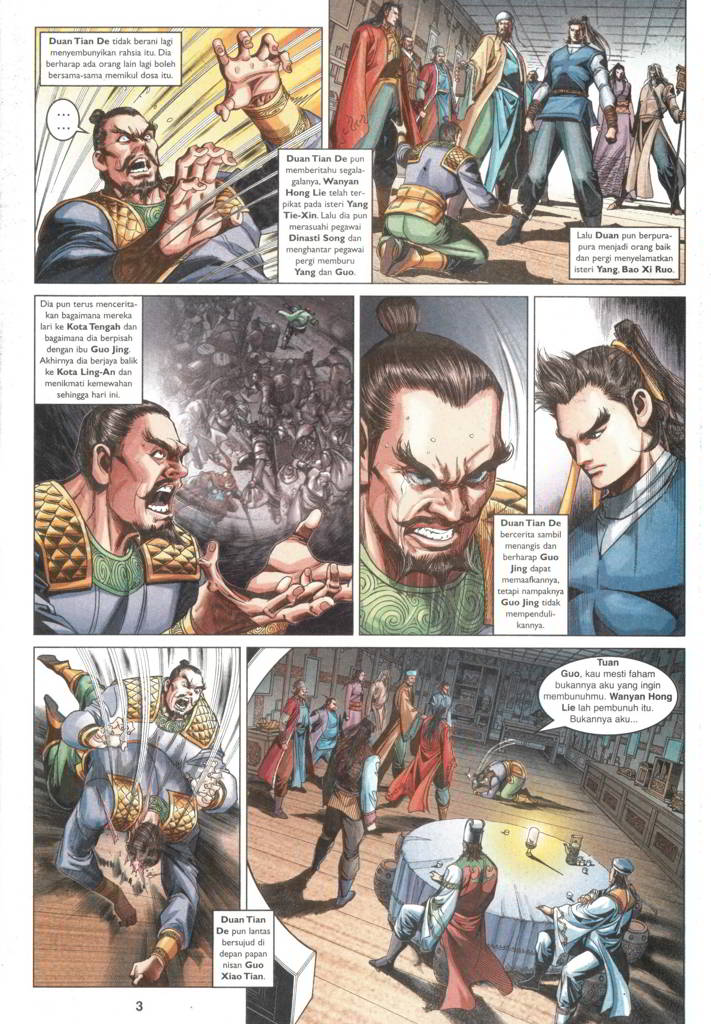 Duan Tian De tidak berani lagi
menyembunyikan rahsia itu. Dia
berharap ada orang lain lagi boleh
bersama-sama memikul dosa itu.
...
...
Duan Tian De pun
memberitahu segala-
galanya, Wanyan
Hong Lie telah ter-
pikat pada isteri Yang
Tie-Xin. Lalu dia pun
merasuahi pegawai
Dinasti Song dan
menghantar pegawai
pergi memburu
Yang dan Guo.
Lalu Duan pun berpura-
pura menjadi orang baik
dan pergi menyelamatkan
isteri Yang, Bao Xi Ruo.
Dia pun terus mencerita-
kan bagaimana mereka
lari ke Kota Tengah dan
bagaimana dia berpisah
dengan ibu Guo Jing.
Akhirnya dia berjaya balik
ke Kota Ling-An dan
menikmati kemewahan
sehingga hari ini.
Duan Tian De
bercerita sambil
menangis dan
berharap Guo
Jing dapat
memaafkannya,
tetapi nampaknya
Guo Jing tidak
mempenduli-
kannya.
Duan Tian
De pun lantas
bersujud di
depan papan
nisan Guo
Xiao Tian.
Tuan
Guo, kau mesti faham
bukannya aku yang ingin
membunuhmu. Wanyan Hong
Lie lah pembunuh itu.
Bukannya aku...
3